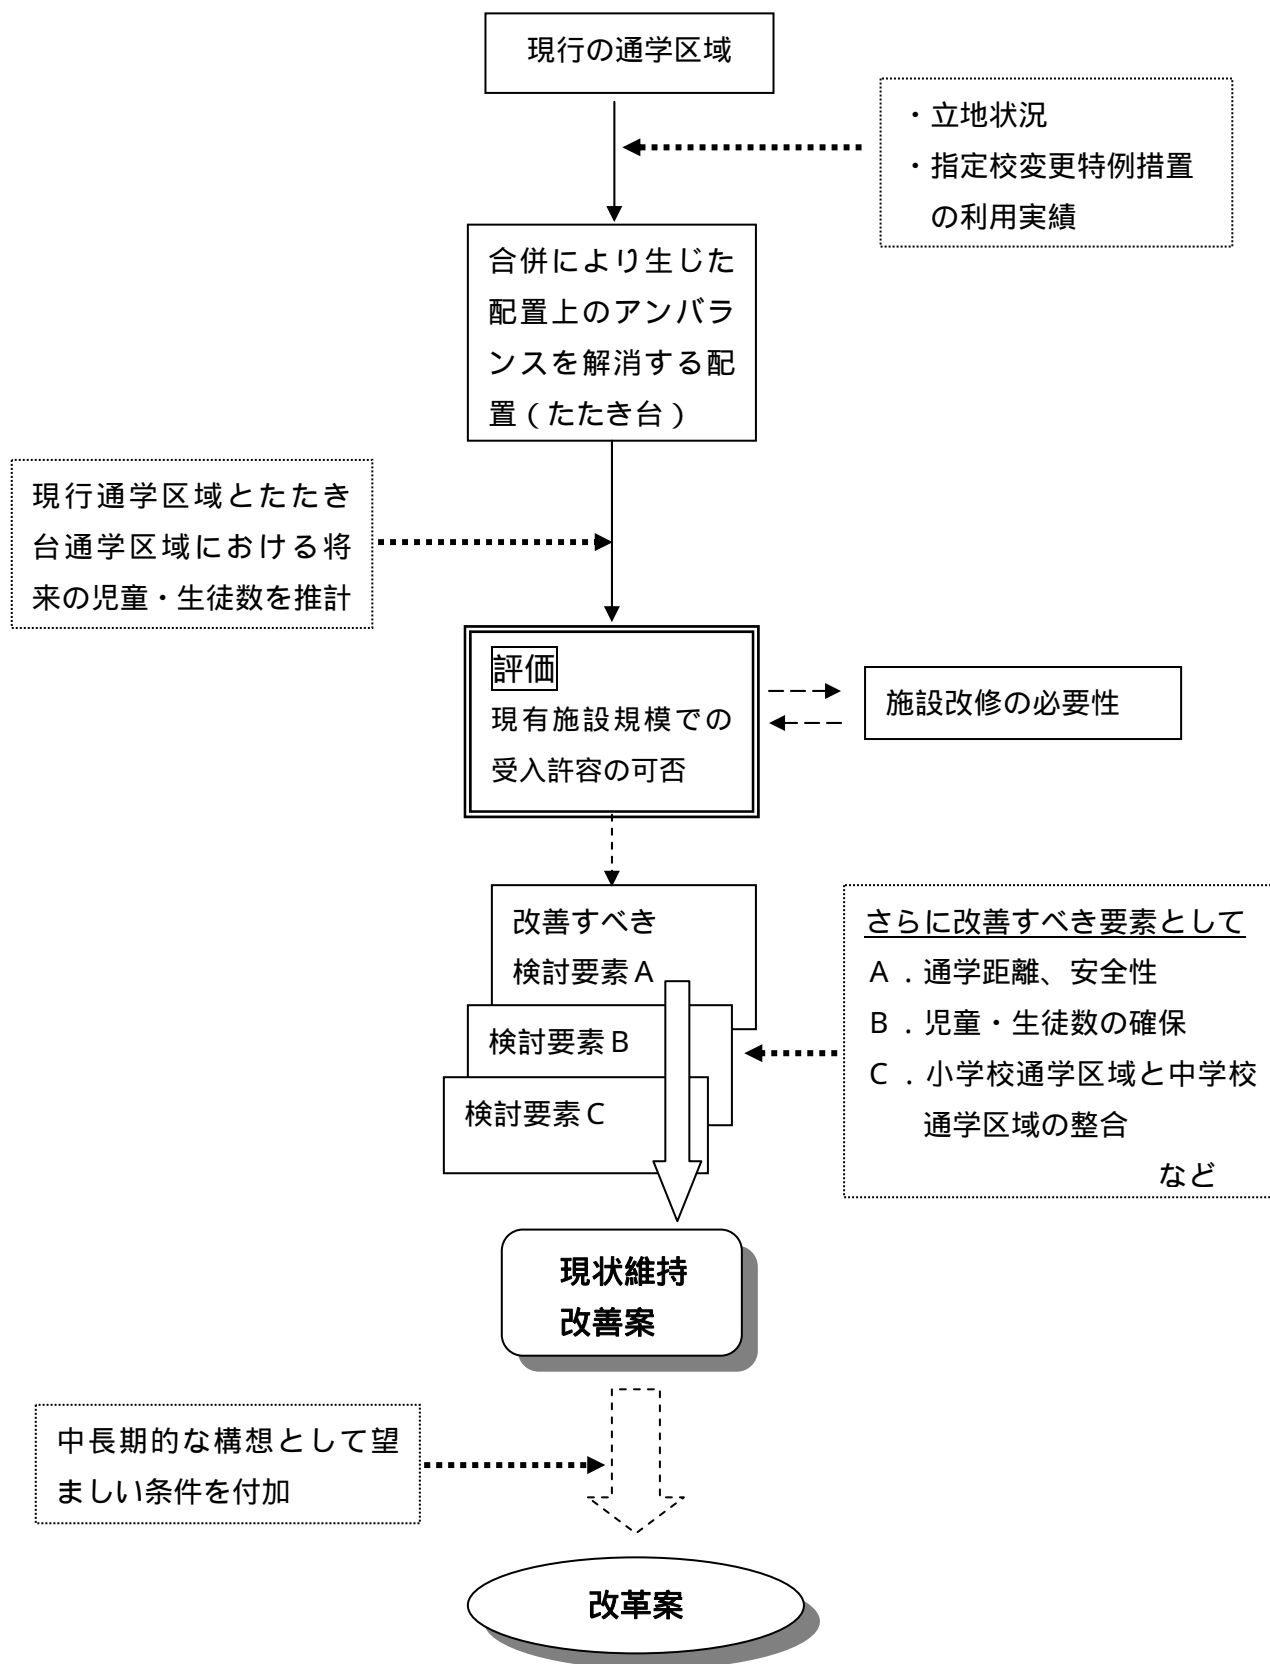 現行の通学区域
・立地状況
・指定校変更特例措置
の利用実績
合併により生じた
配置上のアンバラ
ンスを解消する配
置（たたき台）
現行通学区域とたたき
台通学区域における将
来の児童・生徒数を推計
評価
現有施設規模での
受入許容の可否
施設改修の必要性
改善すべき
検討要素Ａ
検討要素Ｂ
検討要素Ｃ
さらに改善すべき要素として
Ａ．通学距離、安全性
Ｂ．児童・生徒数の確保
Ｃ．小学校通学区域と中学校
通学区域の整合
など
現状維持
改善案
中長期的な構想として望
ましい条件を付加
改革案